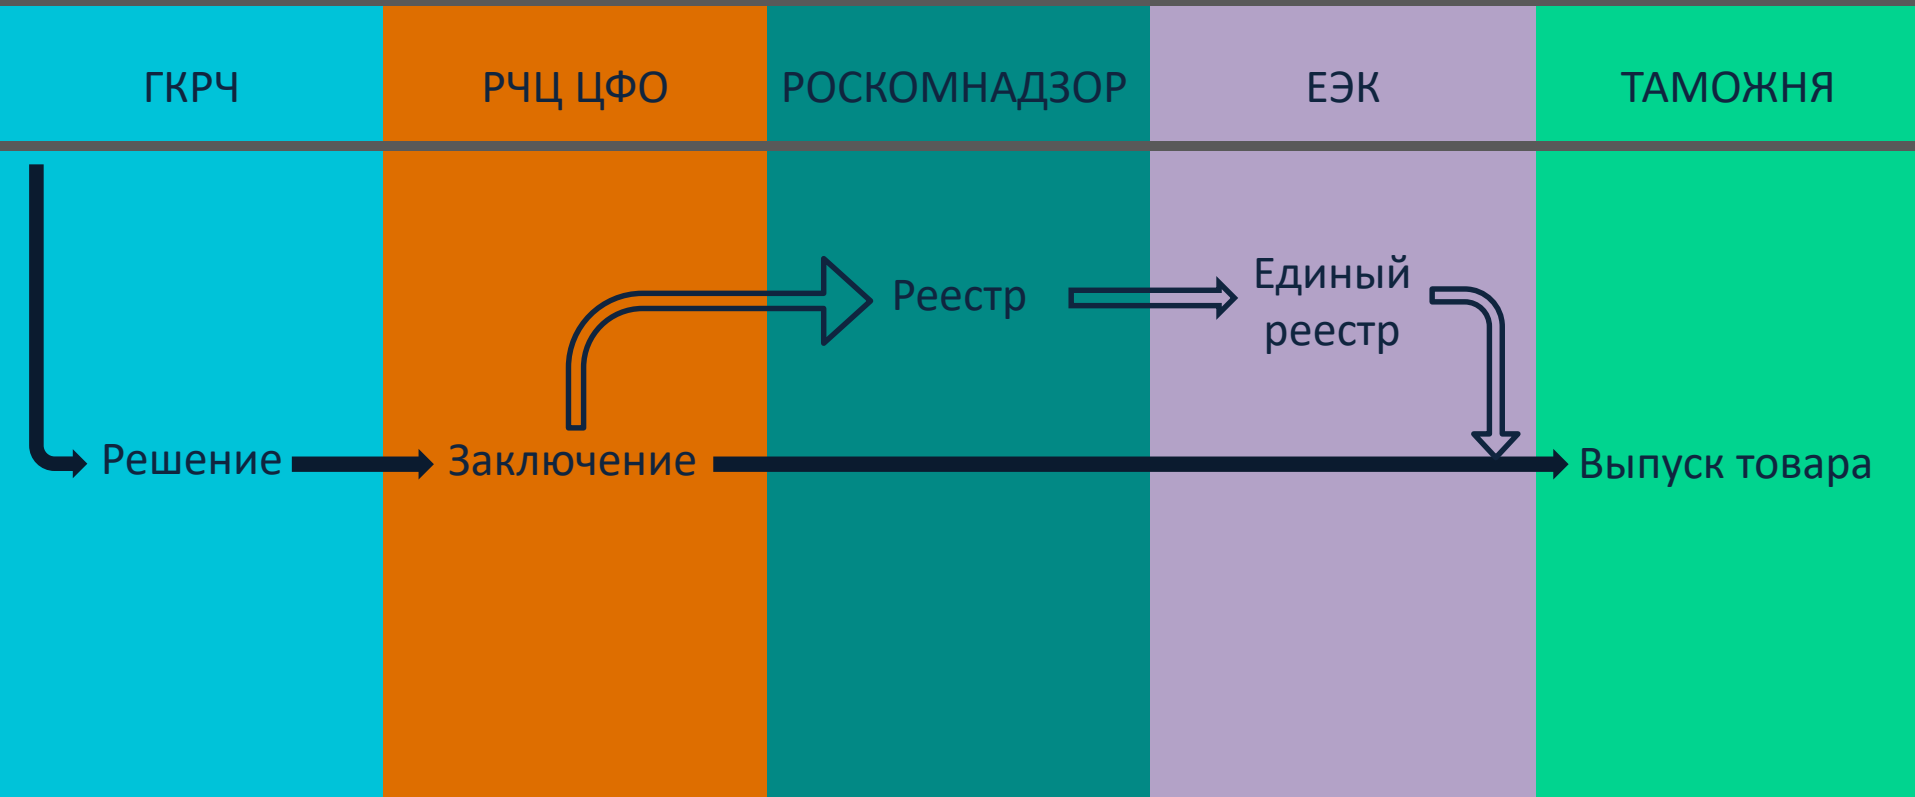 ГКРЧ
РЧЦ ЦФО
РОСКОМНАДЗОР
ЕЭК
ТАМОЖНЯ
Реестр
Единый
реестр
Решение
Заключение
Выпуск товара